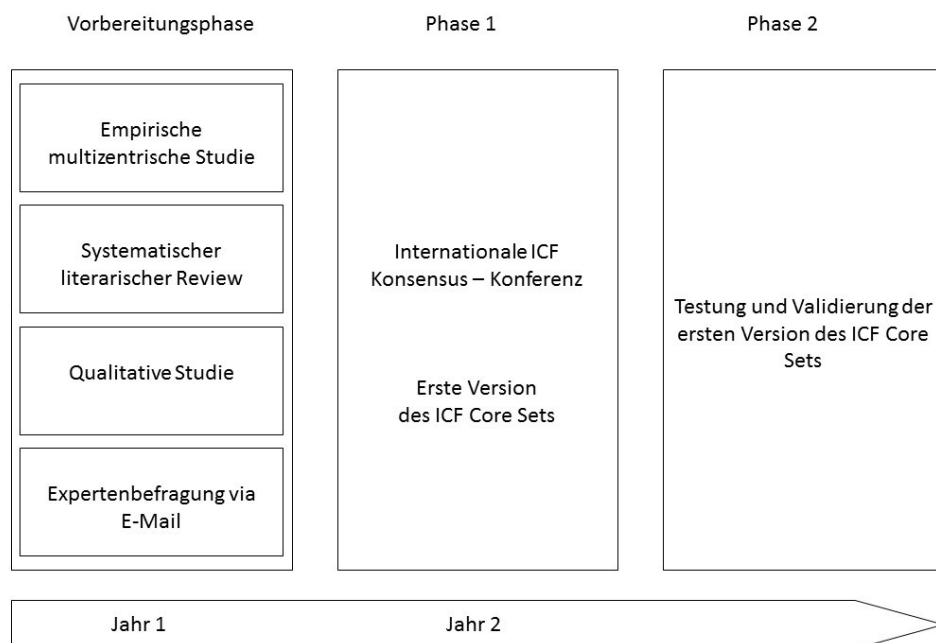 Vorbereitungsphase
Phase 1
Phase 2
Empirische
multizentrische Studie
Systematischer
literarischer Review
Qualitative Studie
Expertenbefragung via
E-Mail
Internationale ICF
Konsensus – Konferenz
Erste Version
des ICF Core Sets
Testung und Validierung der
ersten Version des ICF Core
Sets
Jahr 1
Jahr 2